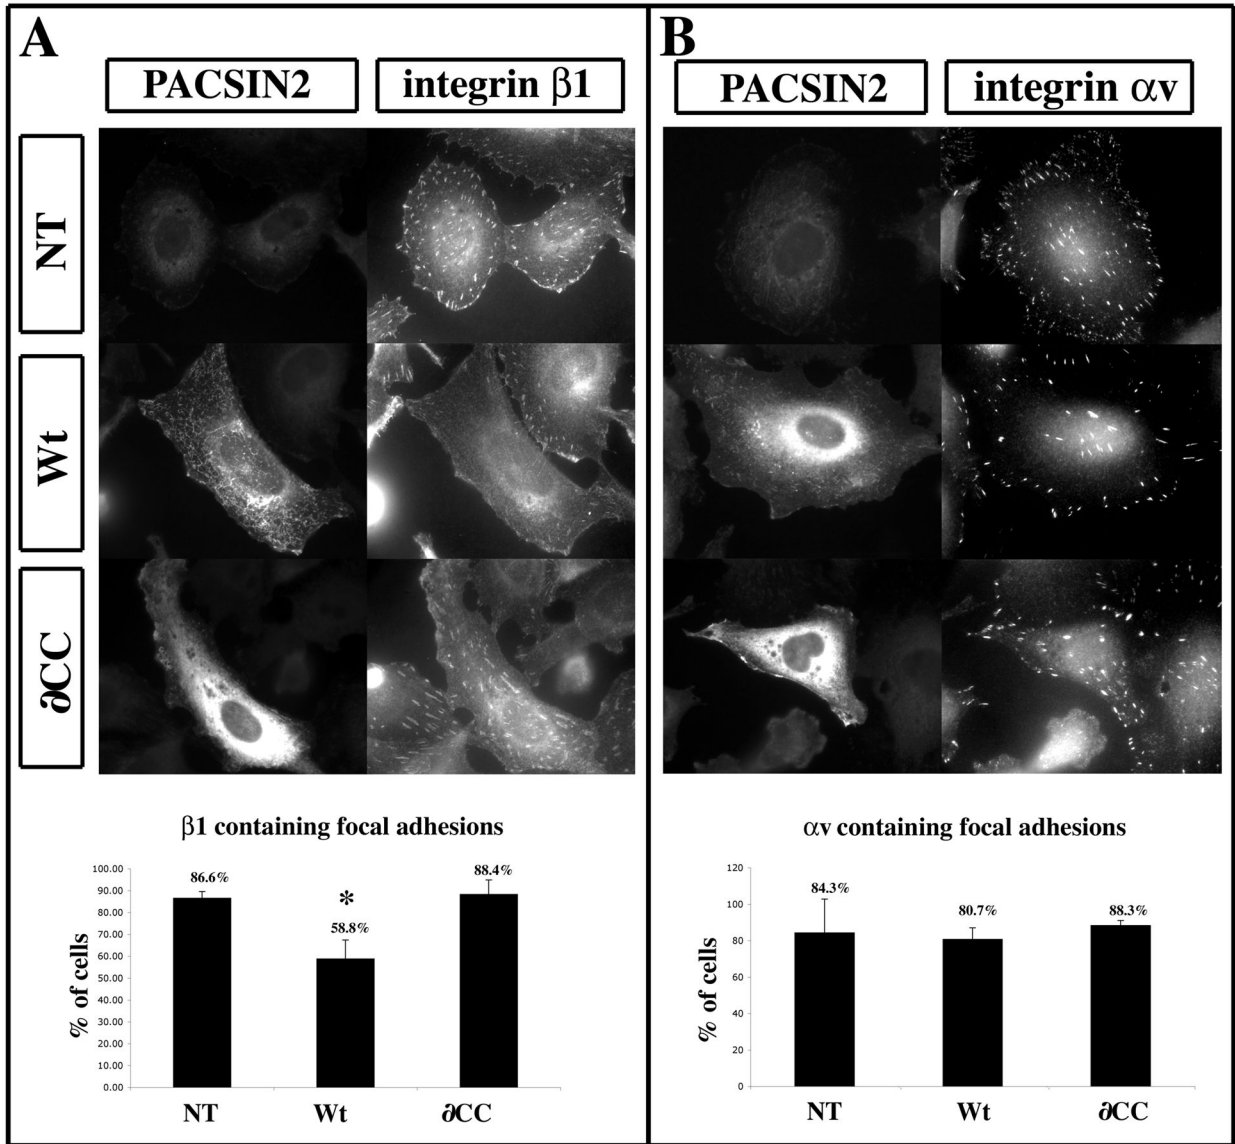 A
B
PACSIN2
integrin β1
PACSIN2
integrin αv
NT
Wt
∂CC
β1 containing focal adhesions
100.00
90.00
80.00
70.00
60.00
50.00
40.00
30.00
20.00
10.00
0.00
% of cells
86.6%
*
58.8%
88.4%
NT
Wt
∂CC
αv containing focal adhesions
120
100
80
60
40
20
0
% of cells
84.3%
80.7%
88.3%
NT
Wt
∂CC